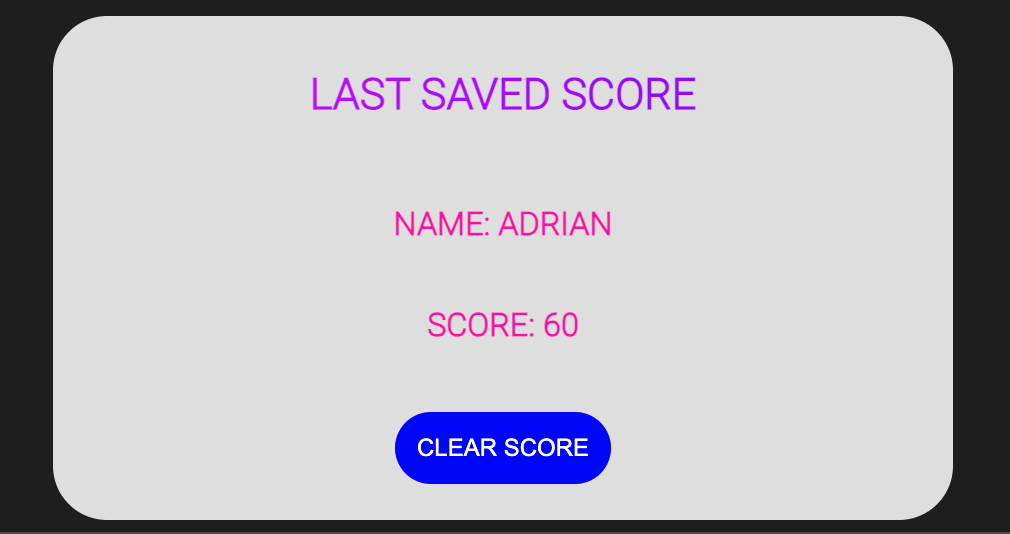 LAST SAVED SCORE
NAME: ADRIAN
SCORE: 60
CLEAR SCORE